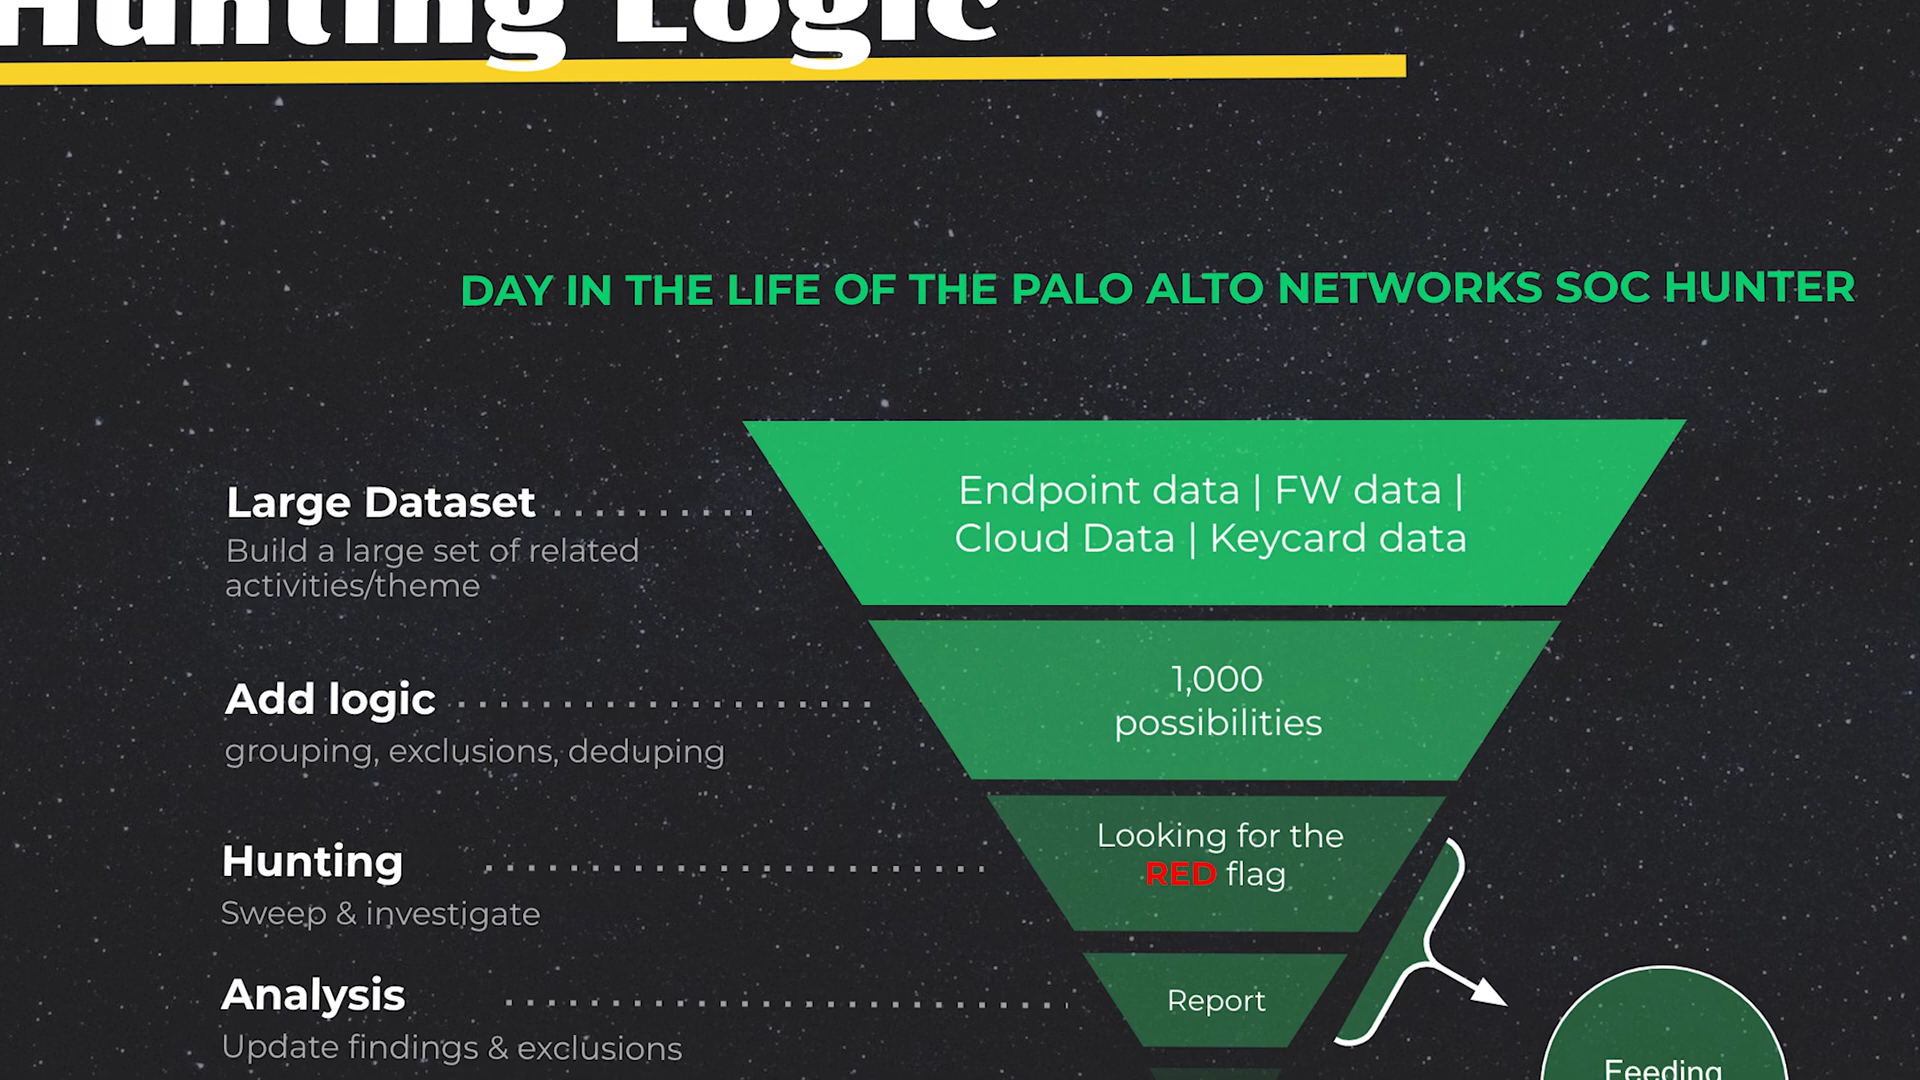 Hunting Logic
DAY IN THE LIFE OF THE PALO ALTO NETWORKS SOC HUNTER
Large Dataset
Build a large set of related
activities/theme
Endpoint data | FW data |
Cloud Data | Keycard data
Add logic
grouping, exclusions, deduping
1,000
possibilities
Hunting
Sweep & investigate
Looking for the
RED flag
Analysis
Update findings & exclusions
Report
Feeding